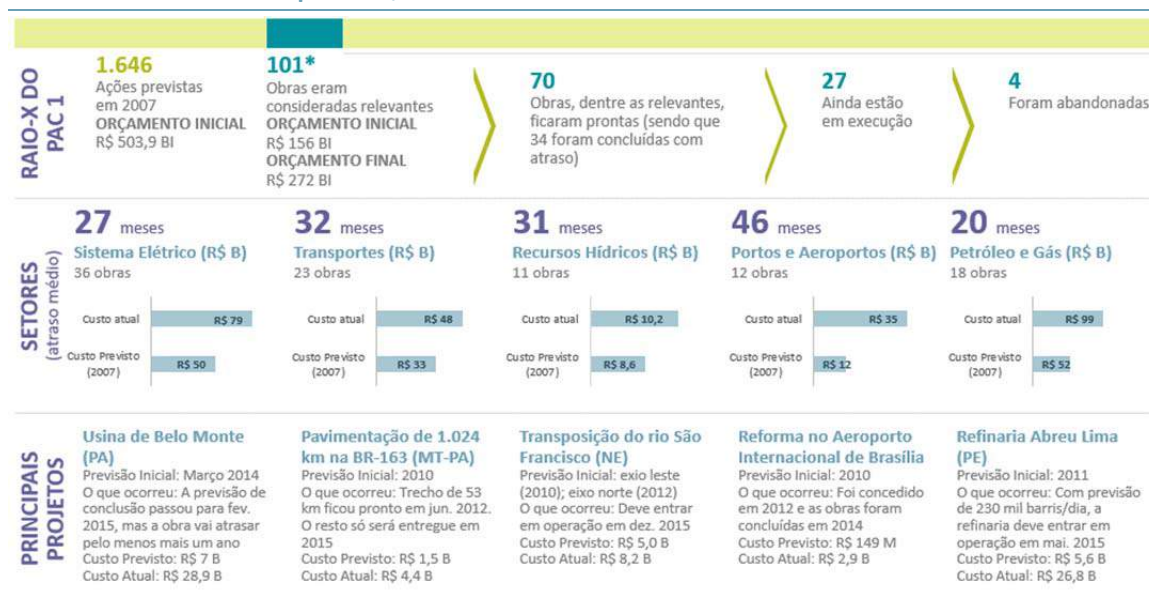 RAIO-X DO
PAC 1
1.646
Ações previstas
em 2007
ORÇAMENTO INICIAL
R$ 503,9 BI
101*
Obras eram
consideradas relevantes
ORÇAMENTO INICIAL
R$ 156 BI
ORÇAMENTO FINAL
R$ 272 BI
70
Obras, dentre as relevantes,
ficaram prontas (sendo que
34 foram concluídas com
atraso)
27
Ainda estão
em execução
4
Foram abandonadas
SETORES
(atraso médio)
27 meses
Sistema Elétrico (R$ B)
36 obras
Custo atual
R$ 79
Custo Previsto
(2007)
R$ 50
32 meses
Transportes (R$ B)
23 obras
Custo atual
R$ 48
Custo Previsto
(2007)
R$ 33
31 meses
Recursos Hídricos (R$ B)
11 obras
Custo atual
R$ 10,2
Custo Previsto
(2007)
R$ 8,6
46 meses
Portos e Aeroportos (R$ B)
12 obras
Custo atual
R$ 35
Custo Previsto
(2007)
R$ 12
20 meses
Petróleo e Gás (R$ B)
18 obras
Custo atual
R$ 99
Custo Previsto
(2007)
R$ 52
PRINCIPAIS
PROJETOS
Usina de Belo Monte
(PA)
Previsão Inicial: Março 2014
O que ocorreu: A previsão de
conclusão passou para fev.
2015, mas a obra vai atrasar
pelo menos mais um ano
Custo Previsto: R$ 7 B
Custo Atual: R$ 28,9 B
Pavimentação de 1.024
km na BR-163 (MT-PA)
Previsão Inicial: 2010
O que ocorreu: Trecho de 53
km ficou pronto em jun. 2012.
O resto só será entregue em
2015
Custo Previsto: R$ 1,5 B
Custo Atual: R$ 4,4 B
Transposição do rio São
Francisco (NE)
Previsão Inicial: exio leste
(2010); eixo norte (2012)
O que ocorreu: Deve entrar
em operação em dez. 2015
Custo Previsto: R$ 5,0 B
Custo Atual: R$ 8,2 B
Reforma no Aeroporto
Internacional de Brasília
Previsão Inicial: 2010
O que ocorreu: Foi concedido
em 2012 e as obras foram
concluídas em 2014
Custo Previsto: R$ 149 M
Custo Atual: R$ 2,9 B
Refinaria Abreu Lima
(PE)
Previsão Inicial: 2011
O que ocorreu: Com previsão
de 230 mil barris/dia, a
refinaria deve entrar em
operação em mai. 2015
Custo Previsto: R$ 5,6 B
Custo Atual: R$ 26,8 B